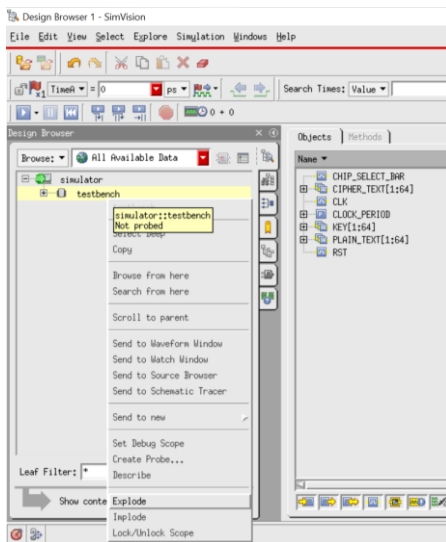 Design Browser 1 - SimVision
File Edit View Select Explore Simulation Windows Help
x1 TimeA = 0 ps Search Times: Value
0 + 0
Design Browser
Browse: All Available Data
simulator
testbench
simulator::testbench
Not probed
Select Deep
Copy
Browse from here
Search from here
Scroll to parent
Send to Waveform Window
Send to Watch Window
Send to Source Browser
Send to Schematic Tracer
Send to new
Set Debug Scope
Create Probe...
Describe
Explode
Implode
Lock/Unlock Scope
Leaf Filter: *
Show conte
Objects Methods
Name
CHIP_SELECT_BAR
CIPHER_TEXT[1:64]
CLK
CLOCK_PERIOD
KEY[1:64]
PLAIN_TEXT[1:64]
RST